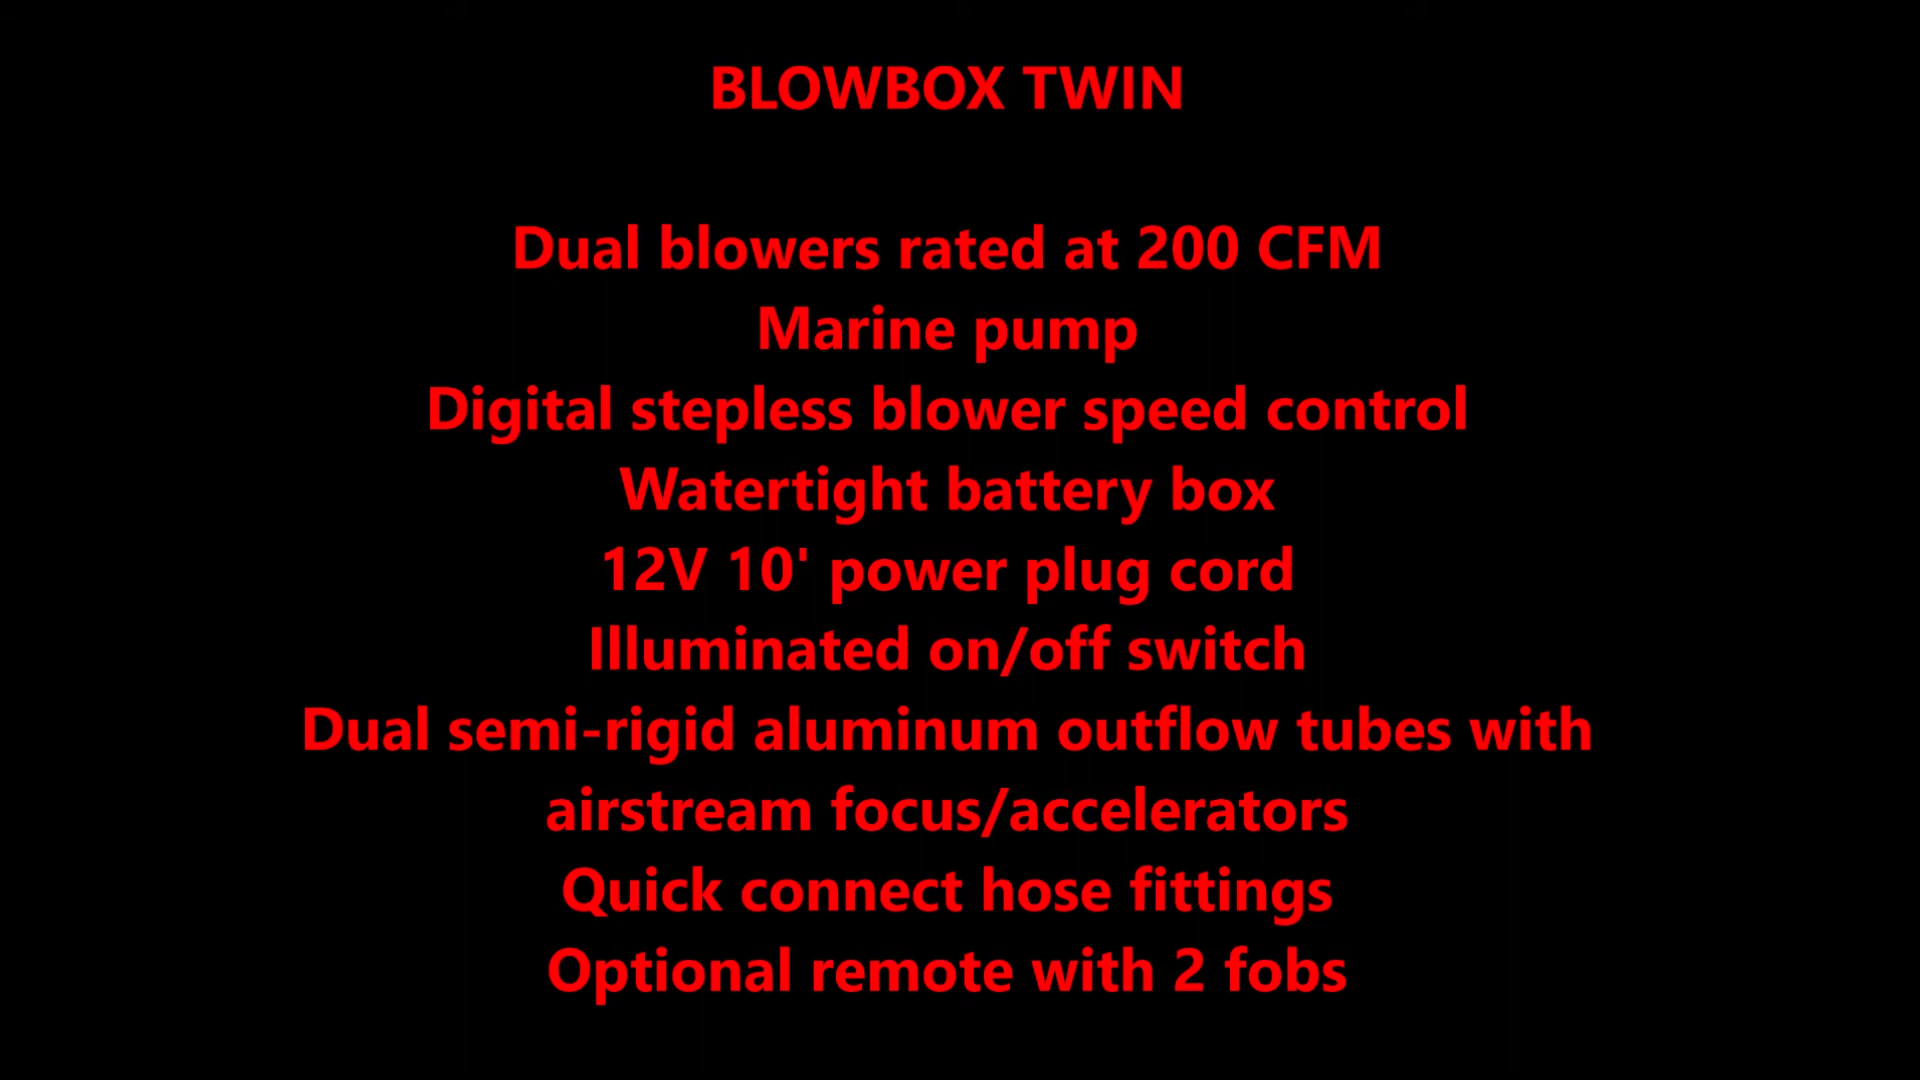 BLOWBOX TWIN
Dual blowers rated at 200 CFM
Marine pump
Digital stepless blower speed control
Watertight battery box
12V 10' power plug cord
Illuminated on/off switch
Dual semi-rigid aluminum outflow tubes with
airstream focus/accelerators
Quick connect hose fittings
Optional remote with 2 fobs